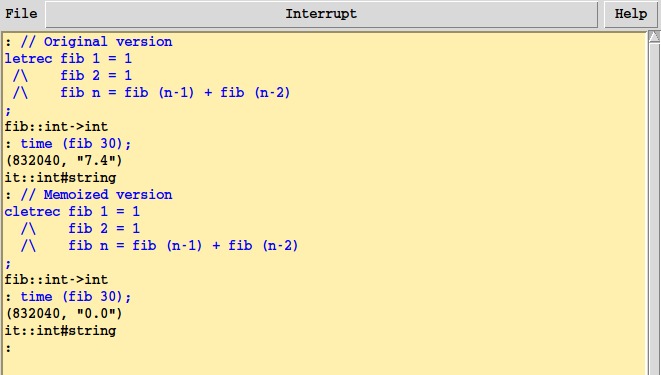 File Interrupt Help
: // Original version
letrec fib 1 = 1
 /\    fib 2 = 1
 /\    fib n = fib (n-1) + fib (n-2)
;
fib::int->int
: time (fib 30);
(832040, "7.4")
it::int#string
: // Memoized version
cletrec fib 1 = 1
  /\    fib 2 = 1
  /\    fib n = fib (n-1) + fib (n-2)
;
fib::int->int
: time (fib 30);
(832040, "0.0")
it::int#string
: